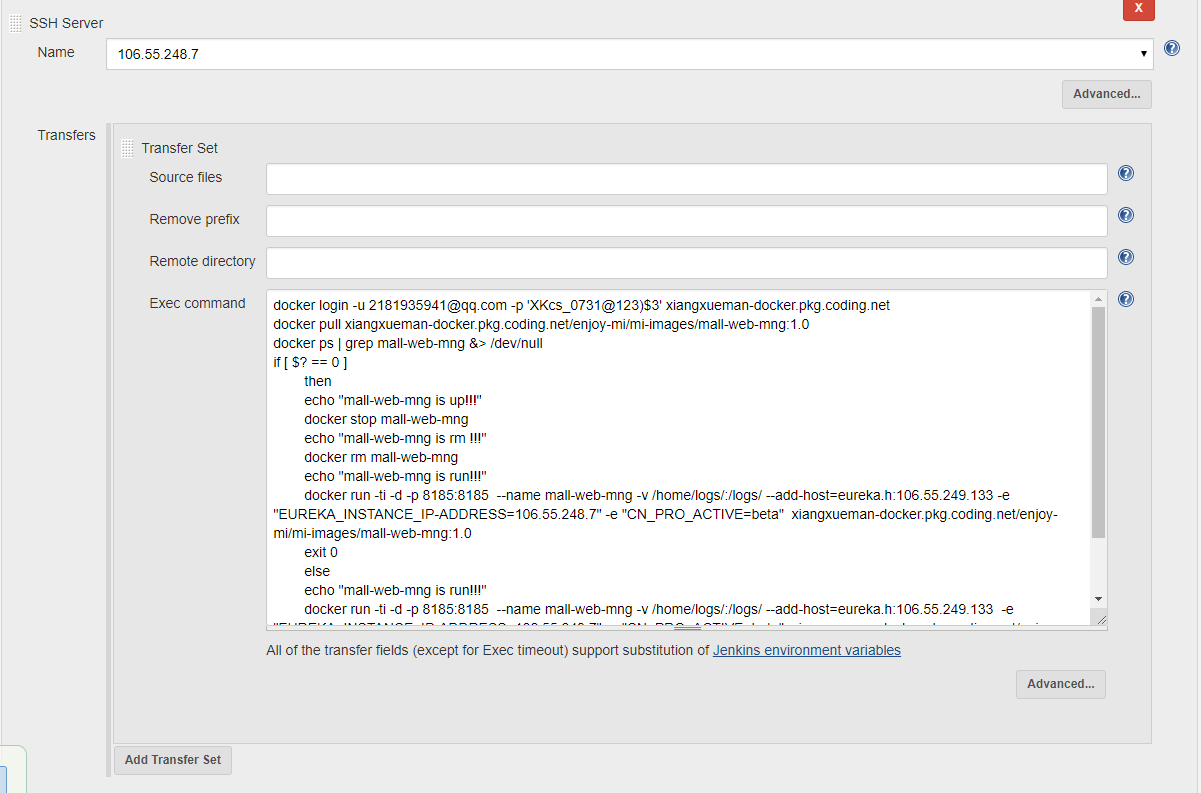 X
SSH Server
Name
106.55.248.7
Advanced...
Transfers
Transfer Set
Source files
Remove prefix
Remote directory
Exec command
docker login -u 2181935941@qq.com -p 'XKcs_0731@123)$3' xiangxueman-docker.pkg.coding.net
docker pull xiangxueman-docker.pkg.coding.net/enjoy-mi/mi-images/mall-web-mng:1.0
docker ps | grep mall-web-mng &> /dev/null
if [ $? == 0 ]
then
echo "mall-web-mng is up!!!"
docker stop mall-web-mng
echo "mall-web-mng is rm !!!"
docker rm mall-web-mng
echo "mall-web-mng is run!!!"
docker run -ti -d -p 8185:8185  --name mall-web-mng -v /home/logs/:/logs/ --add-host=eureka.h:106.55.249.133 -e
"EUREKA_INSTANCE_IP-ADDRESS=106.55.248.7" -e "CN_PRO_ACTIVE=beta"  xiangxueman-docker.pkg.coding.net/enjoy-
mi/mi-images/mall-web-mng:1.0
exit 0
else
echo "mall-web-mng is run!!!"
docker run -ti -d -p 8185:8185  --name mall-web-mng -v /home/logs/:/logs/ --add-host=eureka.h:106.55.249.133  -e
All of the transfer fields (except for Exec timeout) support substitution of Jenkins environment variables
Advanced...
Add Transfer Set